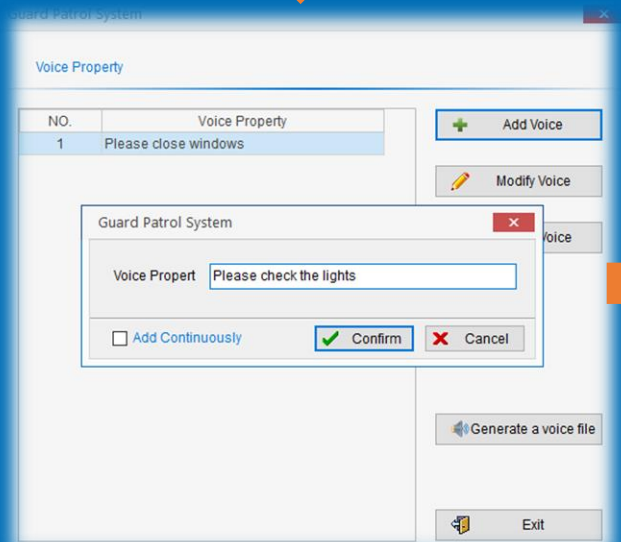 Guard Patrol System
Voice Property
NO. Voice Property
1 Please close windows
Add Voice
Modify Voice
Voice
Guard Patrol System
Voice Propert Please check the lights
Add Continuously Confirm Cancel
Generate a voice file
Exit